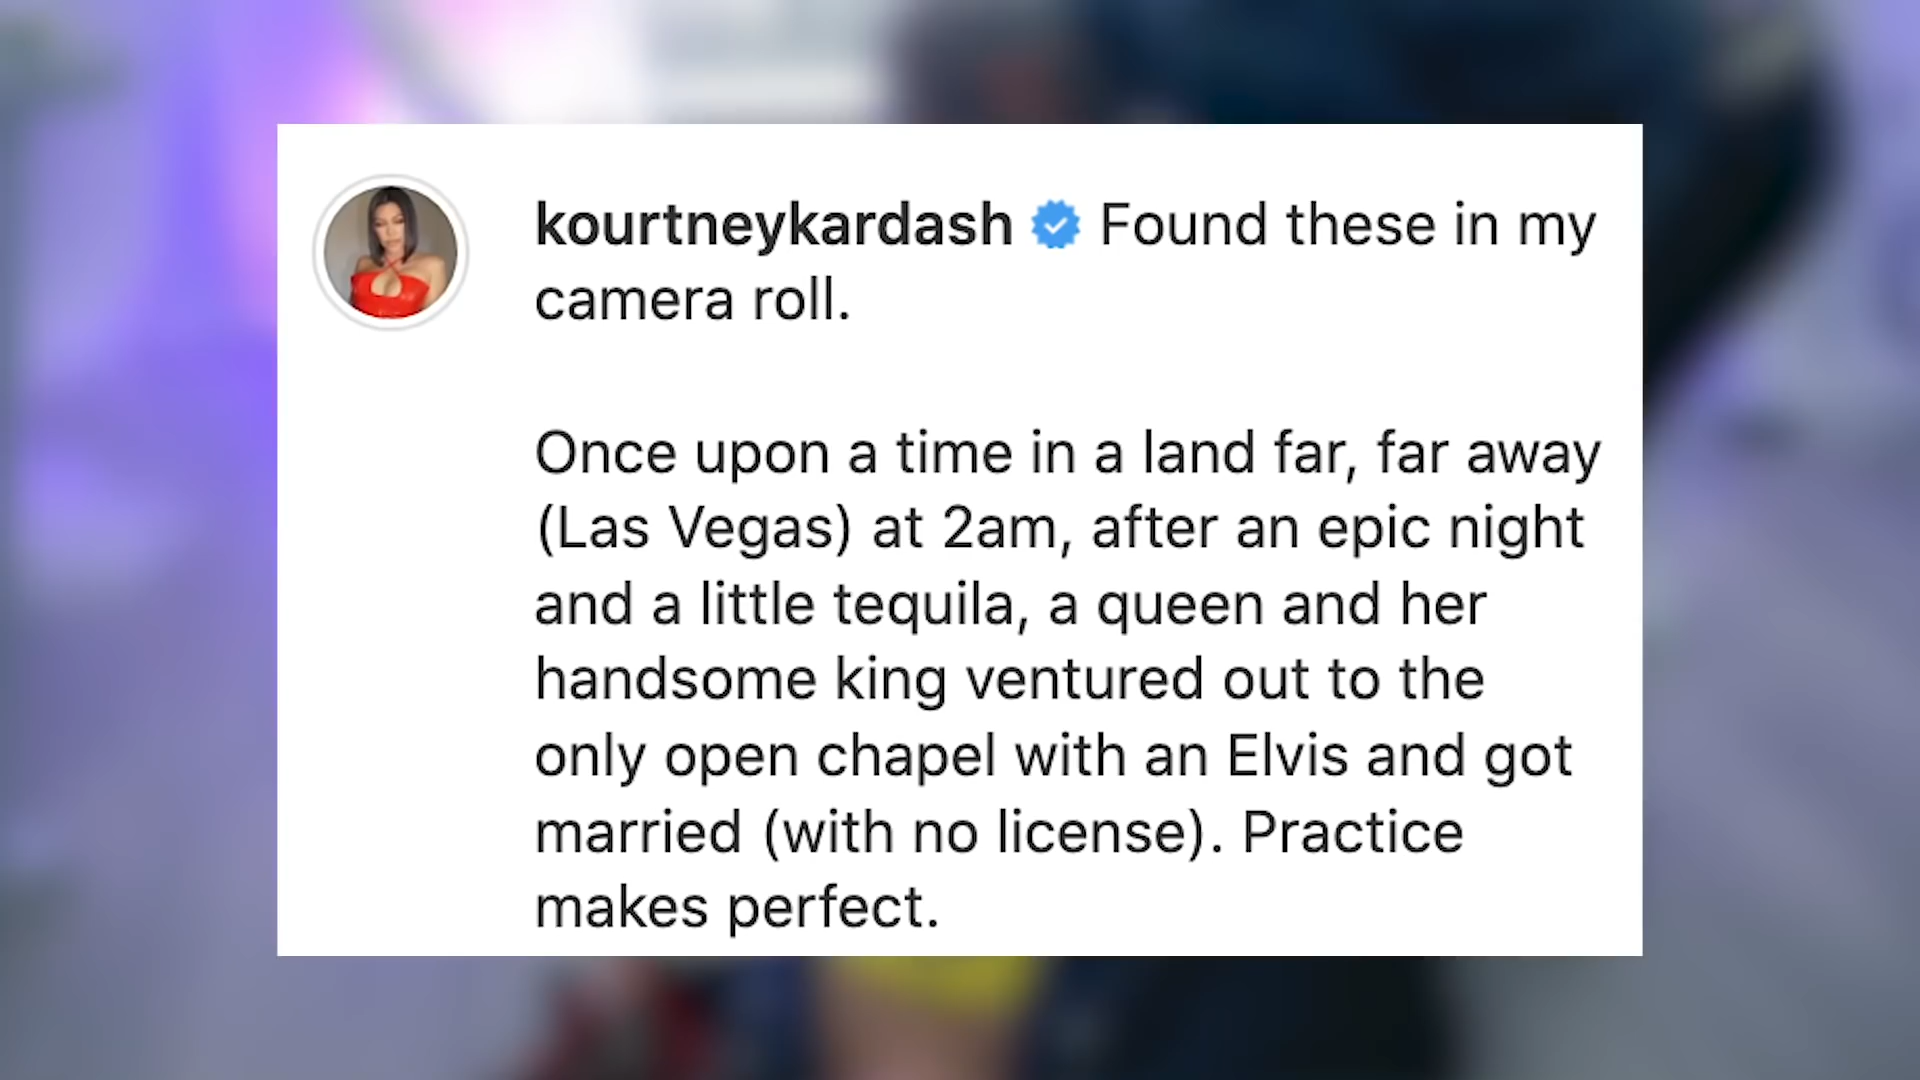 kourtneykardash Found these in my
camera roll.
Once upon a time in a land far, far away
(Las Vegas) at 2am, after an epic night
and a little tequila, a queen and her
handsome king ventured out to the
only open chapel with an Elvis and got
married (with no license). Practice
makes perfect.